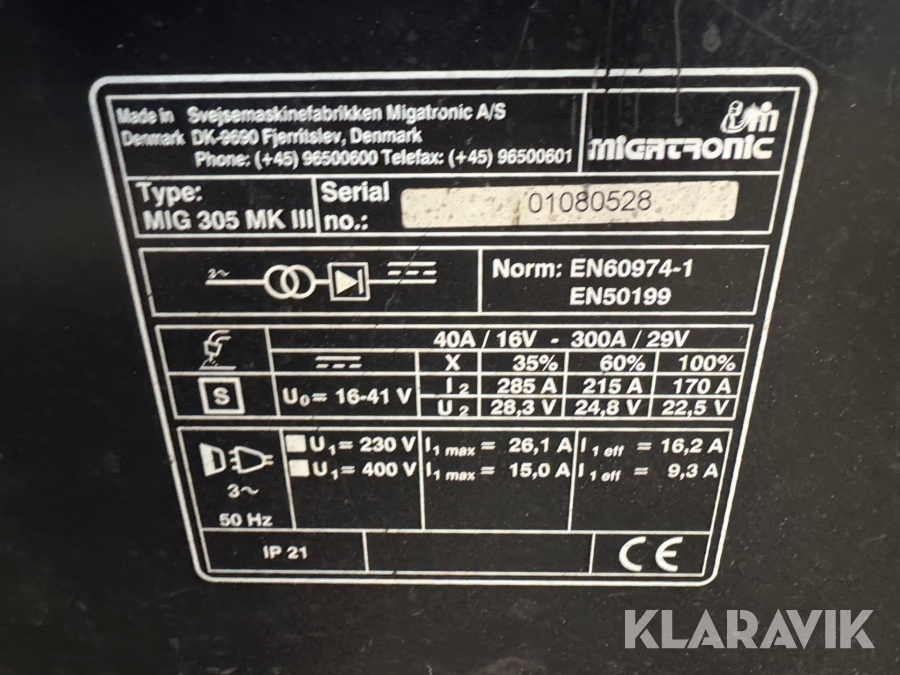 Made in Svejsemaskinefabrikken Migatronic A/S
Denmark DK-9690 Fjerritslev, Denmark
Phone: (+45) 96500600 Telefax: (+45) 96500601
MIGATRONIC
Type:
MIG 305 MK III
Serial
no.:
01080528
3~
Norm: EN60974-1
EN50199
40A / 16V - 300A / 29V
X 35% 60% 100%
S U0= 16-41 V
I2 285 A 215 A 170 A
U2 28,3 V 24,8 V 22,5 V
3~
50 Hz
U1= 230 V I1 max = 26,1 A I1 eff = 16,2 A
U1= 400 V I1 max = 15,0 A I1 eff = 9,3 A
IP 21
CE
KLARAVIK